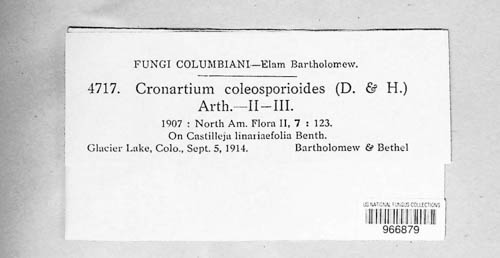 FUNGI COLUMBIANI—Elam Bartholomew.
4717. Cronartium coleosporioides (D. & H.)
Arth.—II—III.
1907 : North Am. Flora II, 7 : 123.
On Castilleja linariaefolia Benth.
Glacier Lake, Colo., Sept. 5, 1914. Bartholomew & Bethel
US NATIONAL FUNGUS COLLECTIONS
966879